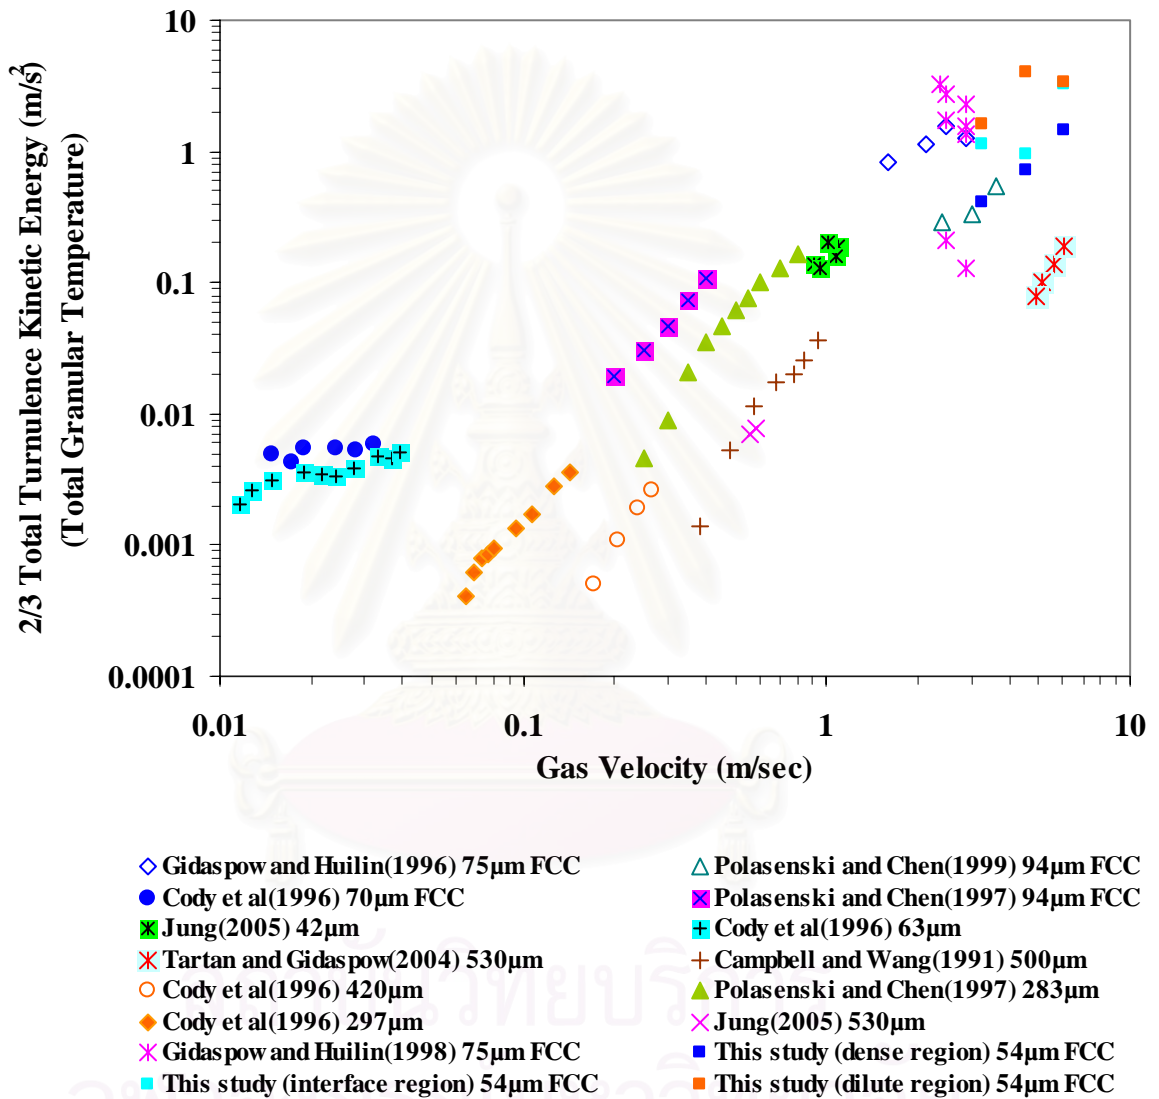 10
1
0.1
0.01
0.001
0.0001
2/3 Total Turnulence Kinetic Energy (m/s²)
(Total Granular Temperature)
0.01 0.1 1 10
Gas Velocity (m/sec)
Gidaspow and Huilin(1996) 75µm FCC
Polasenski and Chen(1999) 94µm FCC
Cody et al(1996) 70µm FCC
Polasenski and Chen(1997) 94µm FCC
Jung(2005) 42µm
Cody et al(1996) 63µm
Tartan and Gidaspow(2004) 530µm
Campbell and Wang(1991) 500µm
Cody et al(1996) 420µm
Polasenski and Chen(1997) 283µm
Cody et al(1996) 297µm
Jung(2005) 530µm
Gidaspow and Huilin(1998) 75µm FCC
This study (dense region) 54µm FCC
This study (interface region) 54µm FCC
This study (dilute region) 54µm FCC